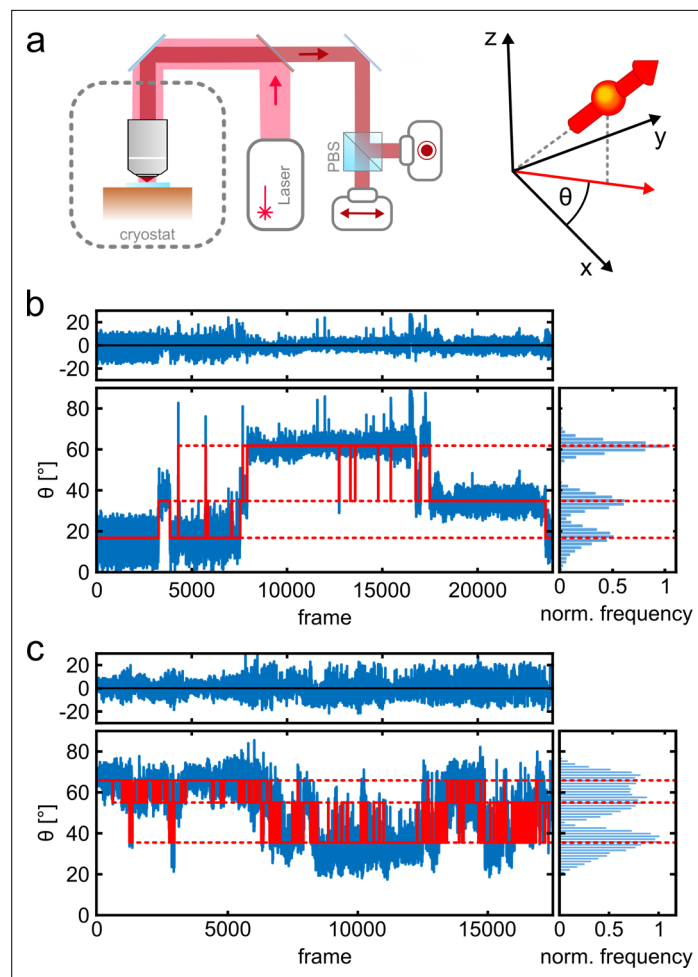 a
cryostat
Laser
PBS
z
y
θ
x
b
20
0
-20
80
60
40
20
0
θ [°]
0 5000 10000 15000 20000
frame
0 0.5 1
norm. frequency
c
20
0
-20
80
60
40
20
0
θ [°]
0 5000 10000 15000
frame
0 0.5 1
norm. frequency